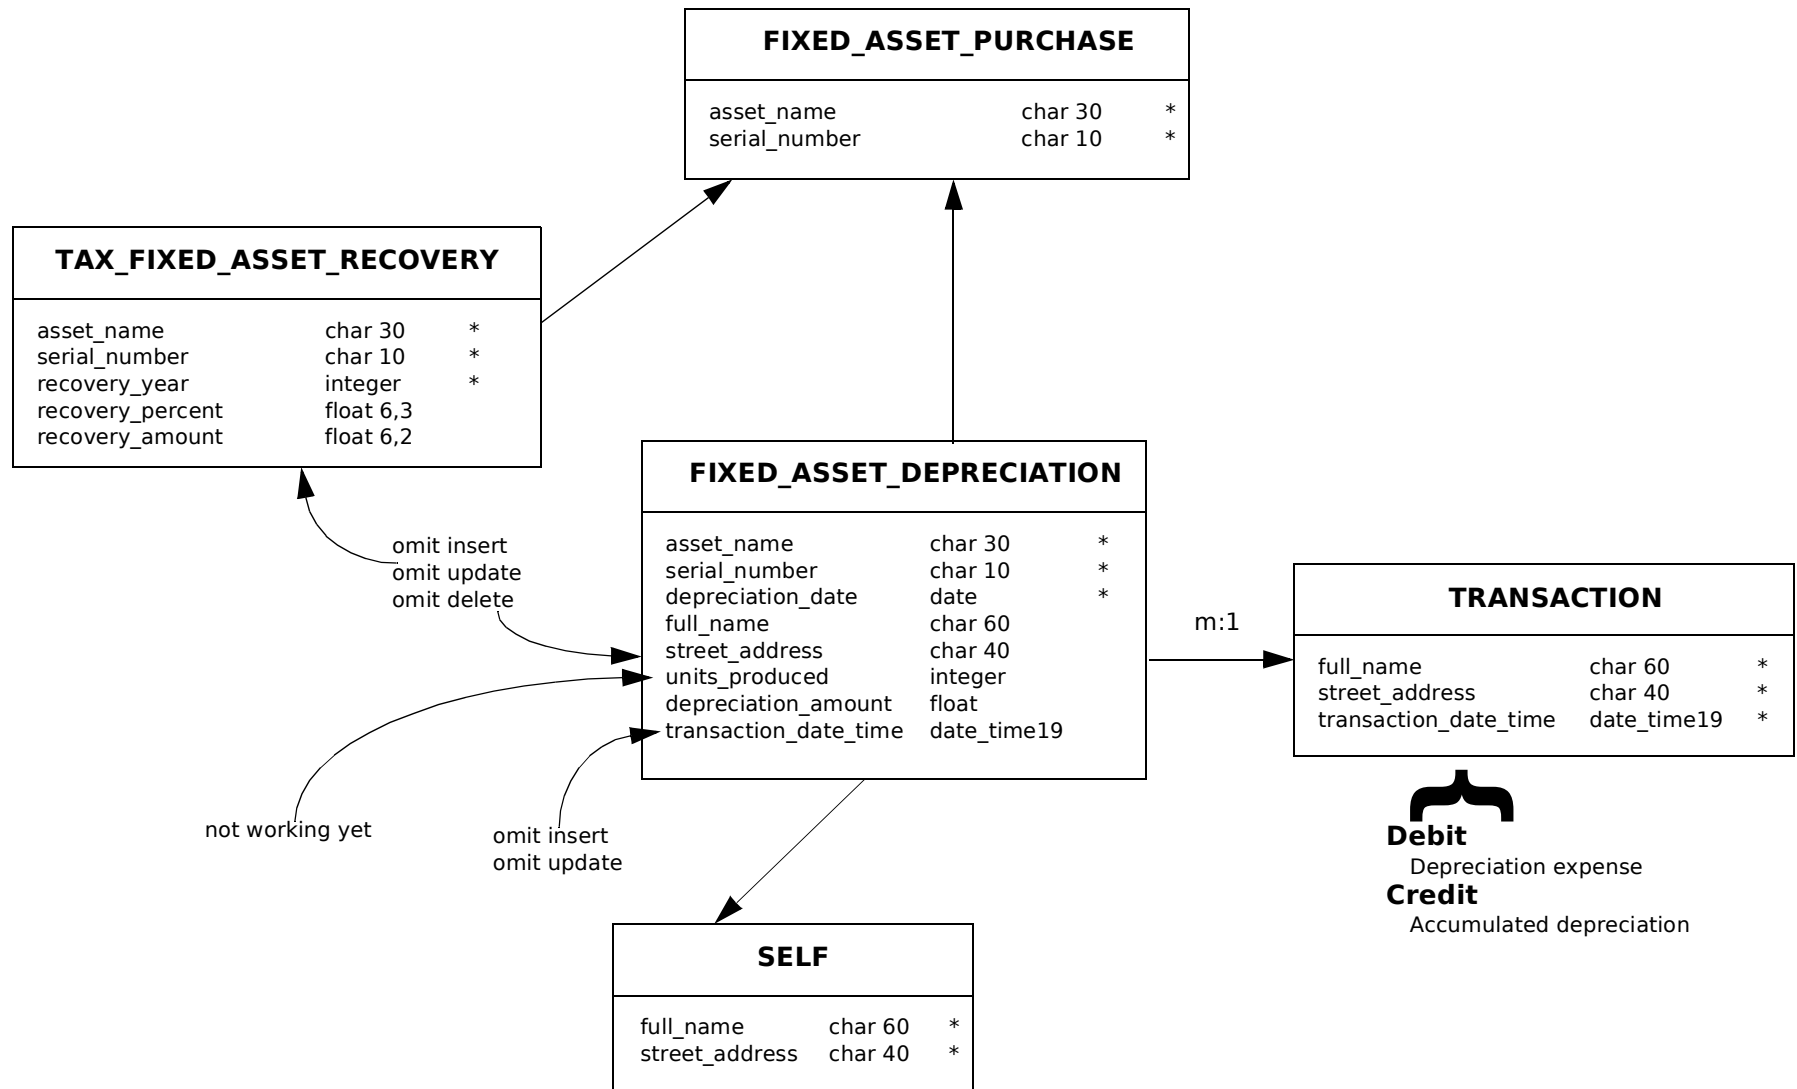 FIXED_ASSET_PURCHASE
asset_name char 30 *
serial_number char 10 *
TAX_FIXED_ASSET_RECOVERY
asset_name char 30 *
serial_number char 10 *
recovery_year integer *
recovery_percent float 6,3
recovery_amount float 6,2
omit insert
omit update
omit delete
FIXED_ASSET_DEPRECIATION
asset_name char 30 *
serial_number char 10 *
depreciation_date date *
full_name char 60
street_address char 40
units_produced integer
depreciation_amount float
transaction_date_time date_time19
m:1
TRANSACTION
full_name char 60 *
street_address char 40 *
transaction_date_time date_time19 *
Debit
Depreciation expense
Credit
Accumulated depreciation
not working yet
omit insert
omit update
SELF
full_name char 60 *
street_address char 40 *